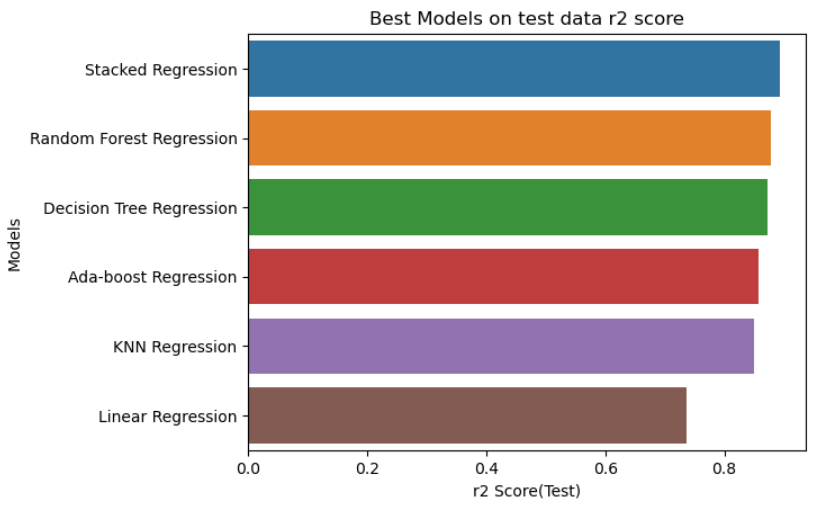 Best Models on test data r2 score
Models
Stacked Regression
Random Forest Regression
Decision Tree Regression
Ada-boost Regression
KNN Regression
Linear Regression
0.0 0.2 0.4 0.6 0.8
r2 Score(Test)